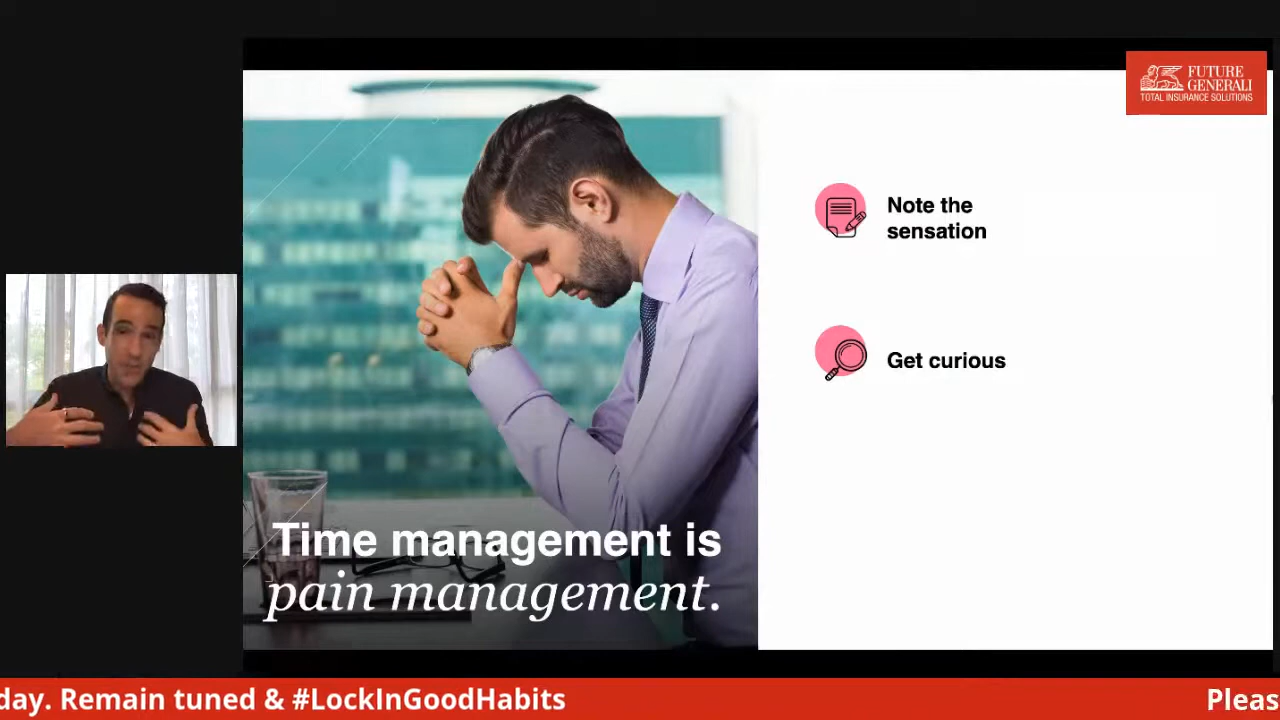 FUTURE
GENERALI
TOTAL INSURANCE SOLUTIONS
Note the
sensation
Get curious
Time management is
pain management.
day. Remain tuned & #LockInGoodHabits
Pleas